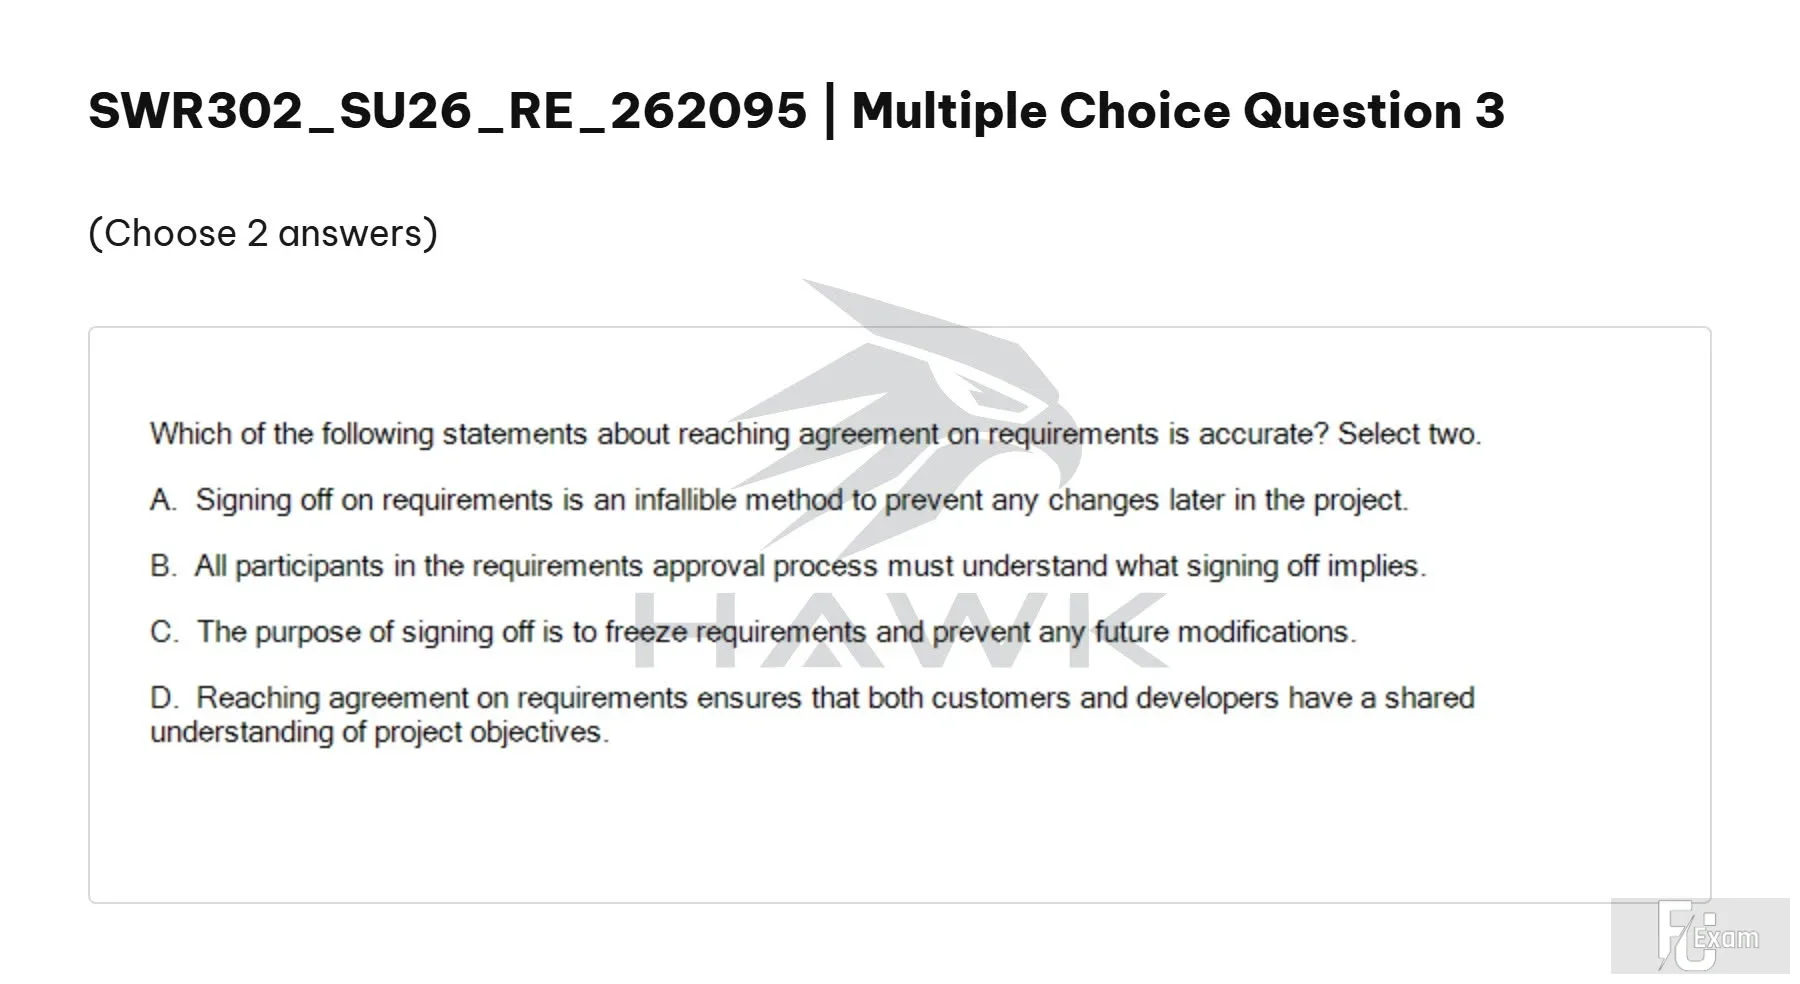 SWR302_SU26_RE_262095 | Multiple Choice Question 3
(Choose 2 answers)
Which of the following statements about reaching agreement on requirements is accurate? Select two.
A. Signing off on requirements is an infallible method to prevent any changes later in the project.
B. All participants in the requirements approval process must understand what signing off implies.
HAWK
C. The purpose of signing off is to freeze requirements and prevent any future modifications.
D. Reaching agreement on requirements ensures that both customers and developers have a shared
understanding of project objectives.
FU Exam